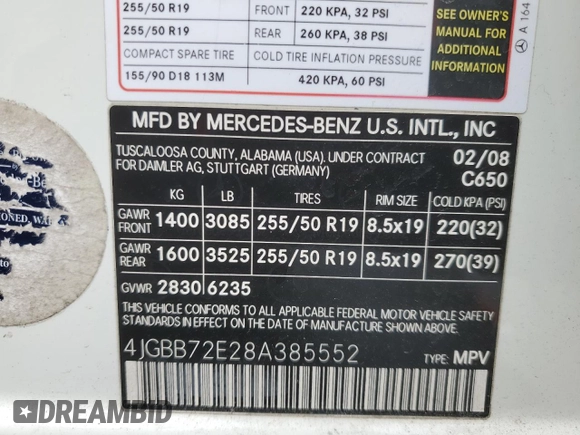 255/50 R19 FRONT 220 KPA, 32 PSI
255/50 R19 REAR 260 KPA, 38 PSI
COMPACT SPARE TIRE COLD TIRE INFLATION PRESSURE
155/90 D18 113M 420 KPA, 60 PSI
SEE OWNER'S
MANUAL FOR
ADDITIONAL
INFORMATION
A 164
MFD BY MERCEDES-BENZ U.S. INTL., INC
TUSCALOOSA COUNTY, ALABAMA (USA). UNDER CONTRACT
FOR DAIMLER AG, STUTTGART (GERMANY)
02/08
C650
KG LB TIRES RIM SIZE COLD KPA (PSI)
GAWR FRONT 1400 3085 255/50 R19 8.5x19 220(32)
GAWR REAR 1600 3525 255/50 R19 8.5x19 270(39)
GVWR 2830 6235
THIS VEHICLE CONFORMS TO ALL APPLICABLE FEDERAL MOTOR VEHICLE SAFETY
STANDARDS IN EFFECT ON THE DATE OF MANUFACTURE SHOWN ABOVE.
4JGBB72E28A385552 TYPE: MPV
DREAMBID